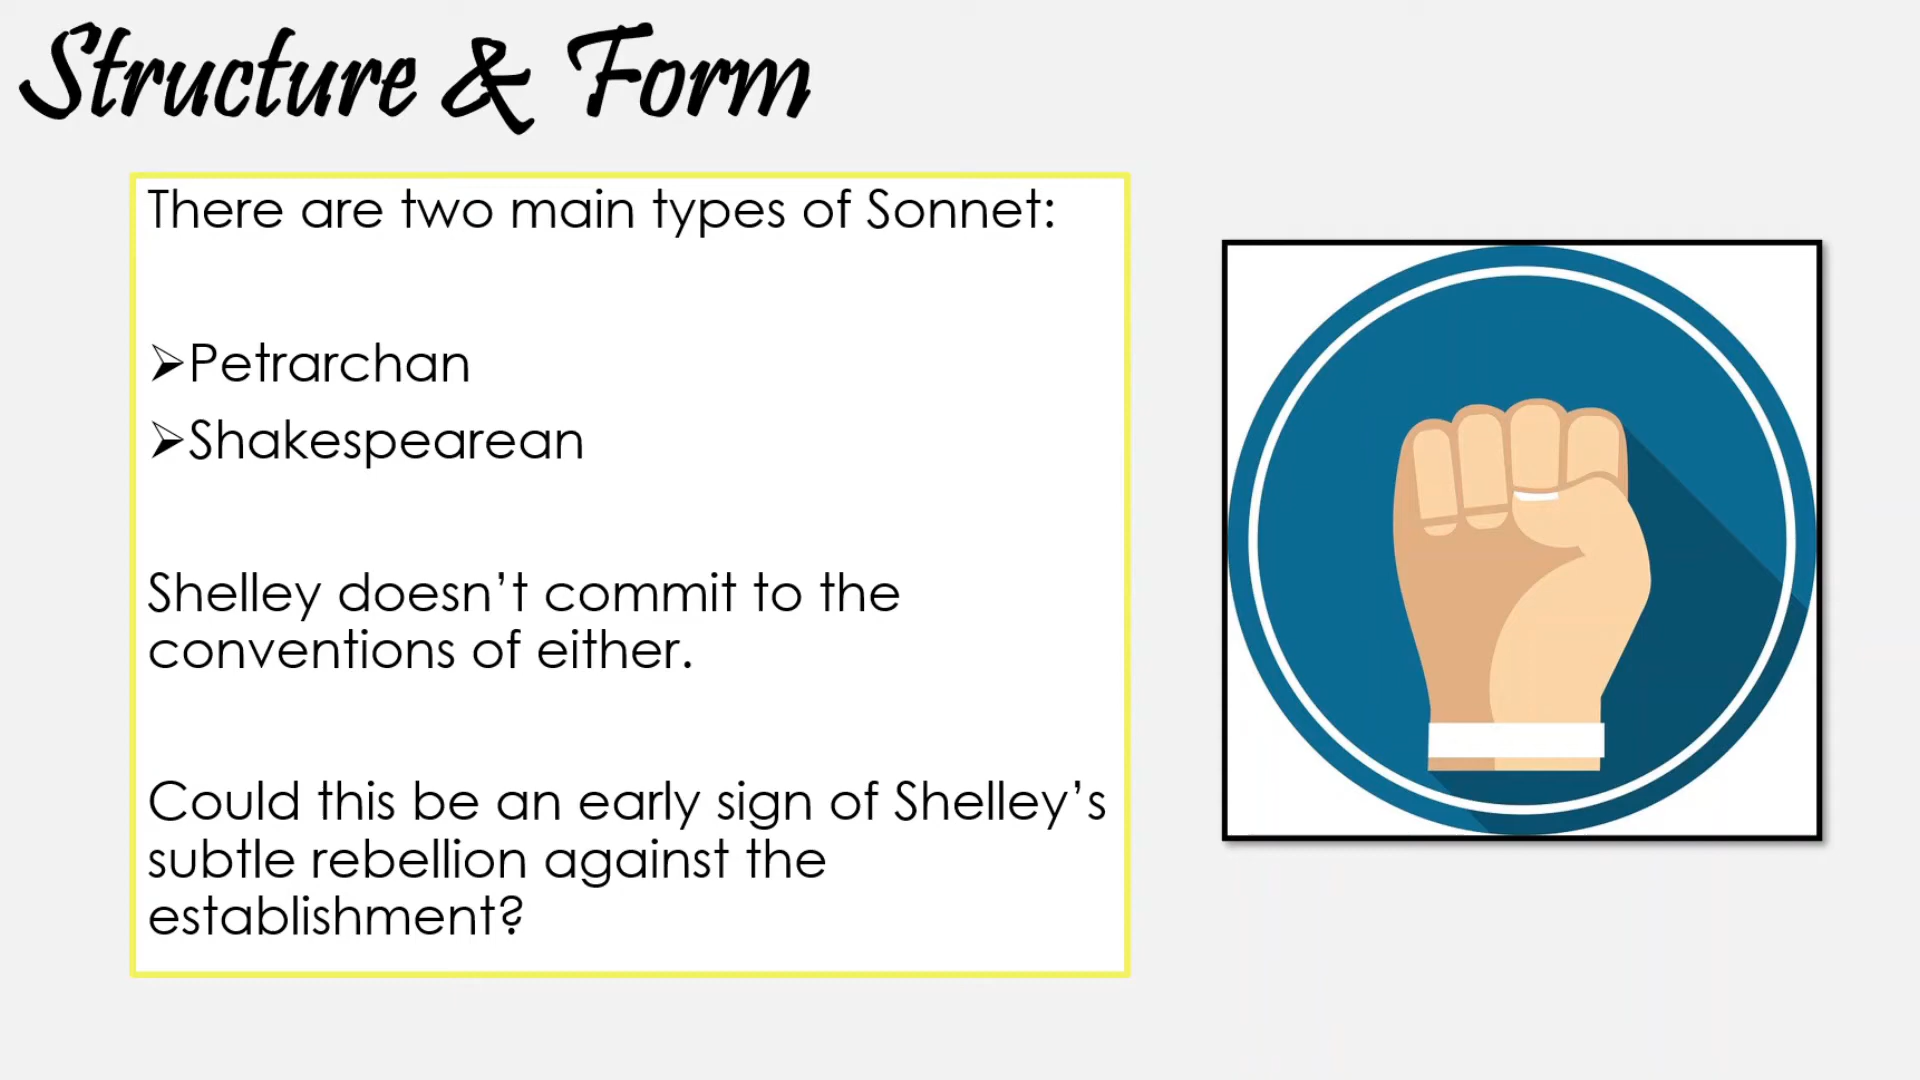 Structure & Form
There are two main types of Sonnet:
➢Petrarchan
➢Shakespearean
Shelley doesn’t commit to the
conventions of either.
Could this be an early sign of Shelley’s
subtle rebellion against the
establishment?